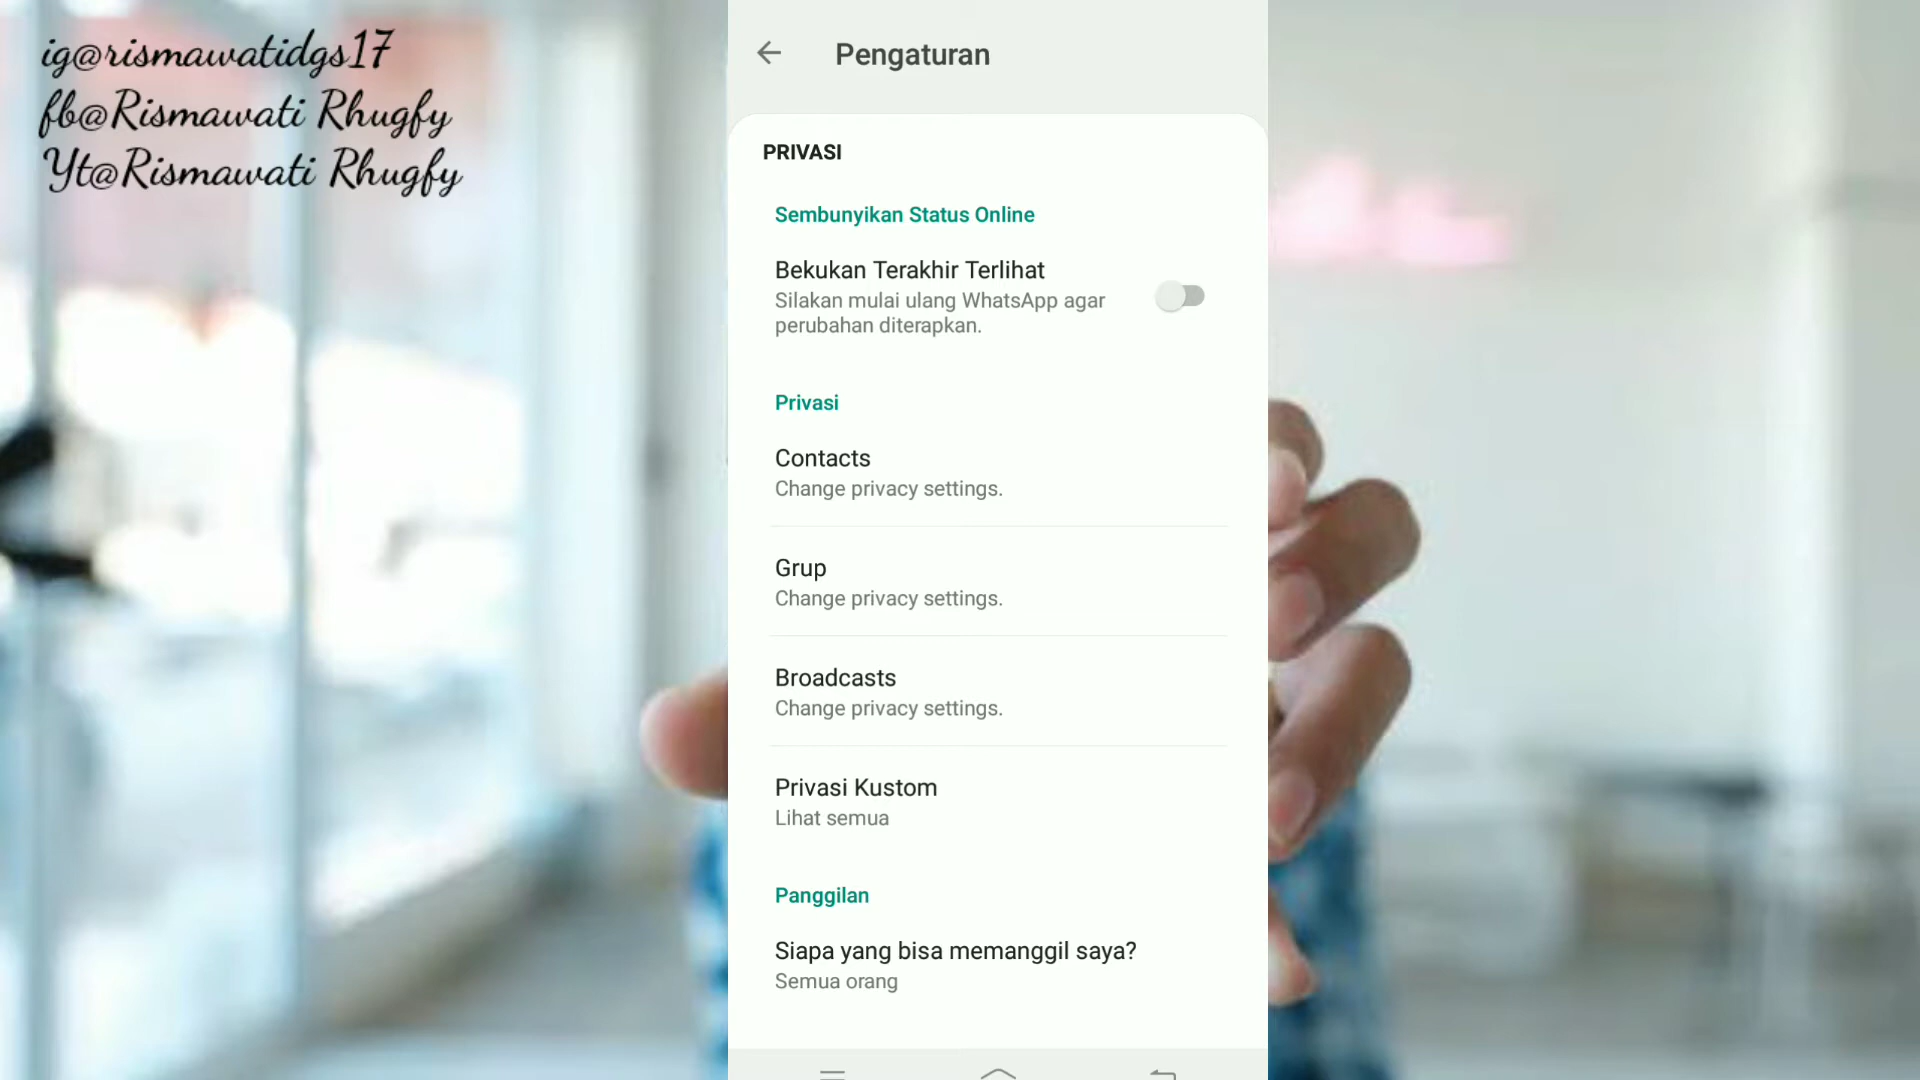 ig@rismawatidgs17
fb@Rismawati Rhugfy
Yt@Rismawati Rhugfy
Pengaturan
PRIVASI
Sembunyikan Status Online
Bekukan Terakhir Terlihat
Silakan mulai ulang WhatsApp agar
perubahan diterapkan.
Privasi
Contacts
Change privacy settings.
Grup
Change privacy settings.
Broadcasts
Change privacy settings.
Privasi Kustom
Lihat semua
Panggilan
Siapa yang bisa memanggil saya?
Semua orang